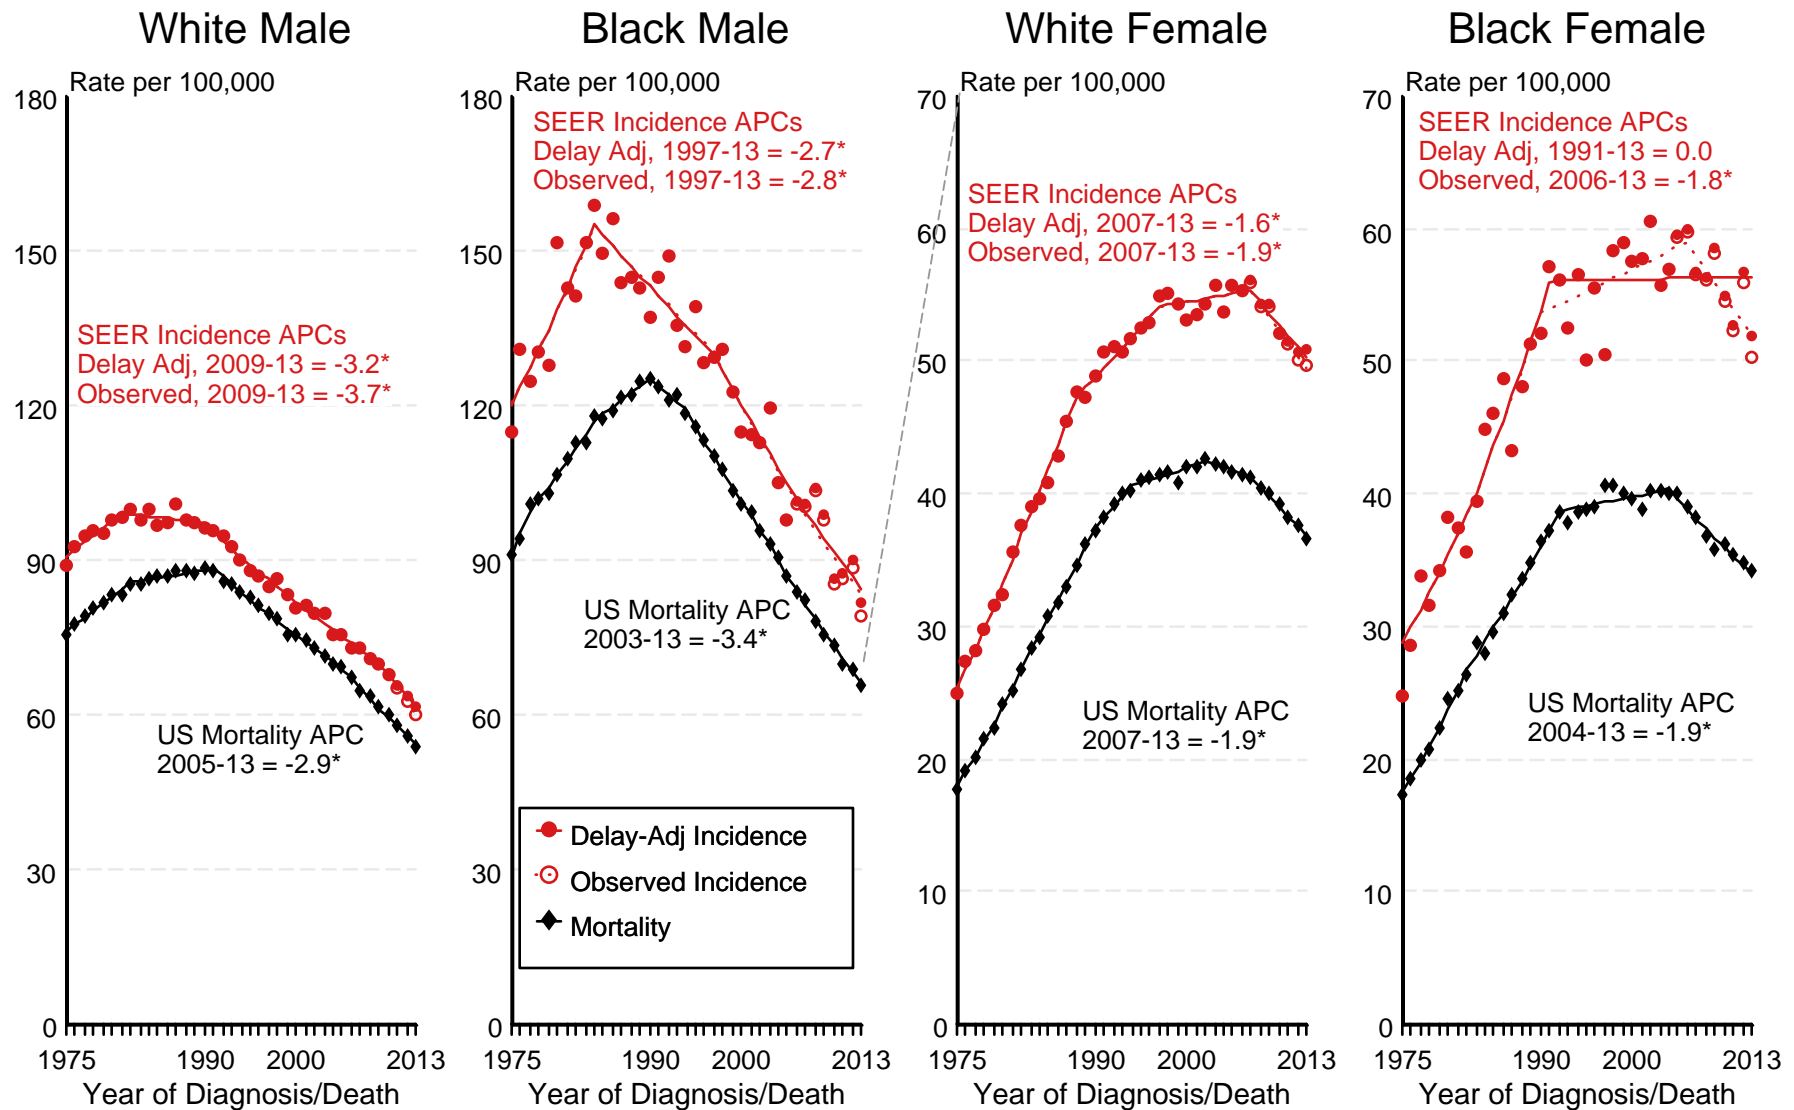 White Male
Rate per 100,000
180
150
120
90
60
30
0
SEER Incidence APCs
Delay Adj, 2009-13 = -3.2*
Observed, 2009-13 = -3.7*
US Mortality APC
2005-13 = -2.9*
1975 1990 2000 2013
Year of Diagnosis/Death
Black Male
Rate per 100,000
180
150
120
90
60
30
0
SEER Incidence APCs
Delay Adj, 1997-13 = -2.7*
Observed, 1997-13 = -2.8*
US Mortality APC
2003-13 = -3.4*
Delay-Adj Incidence
Observed Incidence
Mortality
1975 1990 2000 2013
Year of Diagnosis/Death
White Female
Rate per 100,000
70
60
50
40
30
20
10
0
SEER Incidence APCs
Delay Adj, 2007-13 = -1.6*
Observed, 2007-13 = -1.9*
US Mortality APC
2007-13 = -1.9*
1975 1990 2000 2013
Year of Diagnosis/Death
Black Female
Rate per 100,000
70
60
50
40
30
20
10
0
SEER Incidence APCs
Delay Adj, 1991-13 = 0.0
Observed, 2006-13 = -1.8*
US Mortality APC
2004-13 = -1.9*
1975 1990 2000 2013
Year of Diagnosis/Death